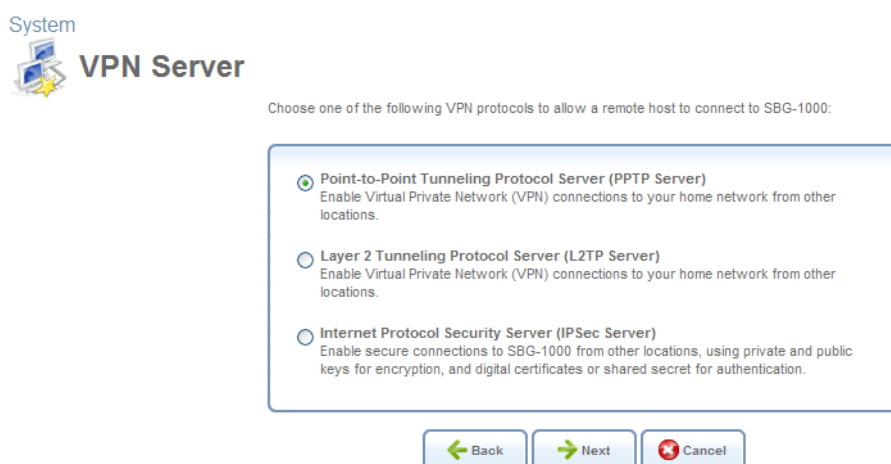 System
VPN Server
Choose one of the following VPN protocols to allow a remote host to connect to SBG-1000:
Point-to-Point Tunneling Protocol Server (PPTP Server)
Enable Virtual Private Network (VPN) connections to your home network from other
locations.
Layer 2 Tunneling Protocol Server (L2TP Server)
Enable Virtual Private Network (VPN) connections to your home network from other
locations.
Internet Protocol Security Server (IPSec Server)
Enable secure connections to SBG-1000 from other locations, using private and public
keys for encryption, and digital certificates or shared secret for authentication.
Back Next Cancel